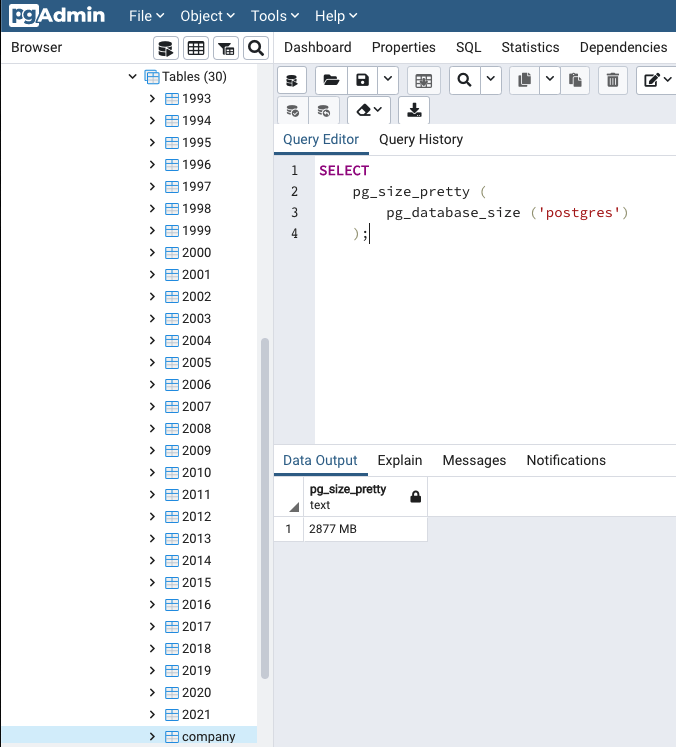 pgAdmin File Object Tools Help
Browser
Dashboard Properties SQL Statistics Dependencies
Tables (30)
1993
1994
1995
1996
1997
1998
1999
2000
2001
2002
2003
2004
2005
2006
2007
2008
2009
2010
2011
2012
2013
2014
2015
2016
2017
2018
2019
2020
2021
company
Query Editor Query History
1 SELECT
2 pg_size_pretty (
3 pg_database_size ('postgres')
4 );
Data Output Explain Messages Notifications
pg_size_pretty
text
1 2877 MB